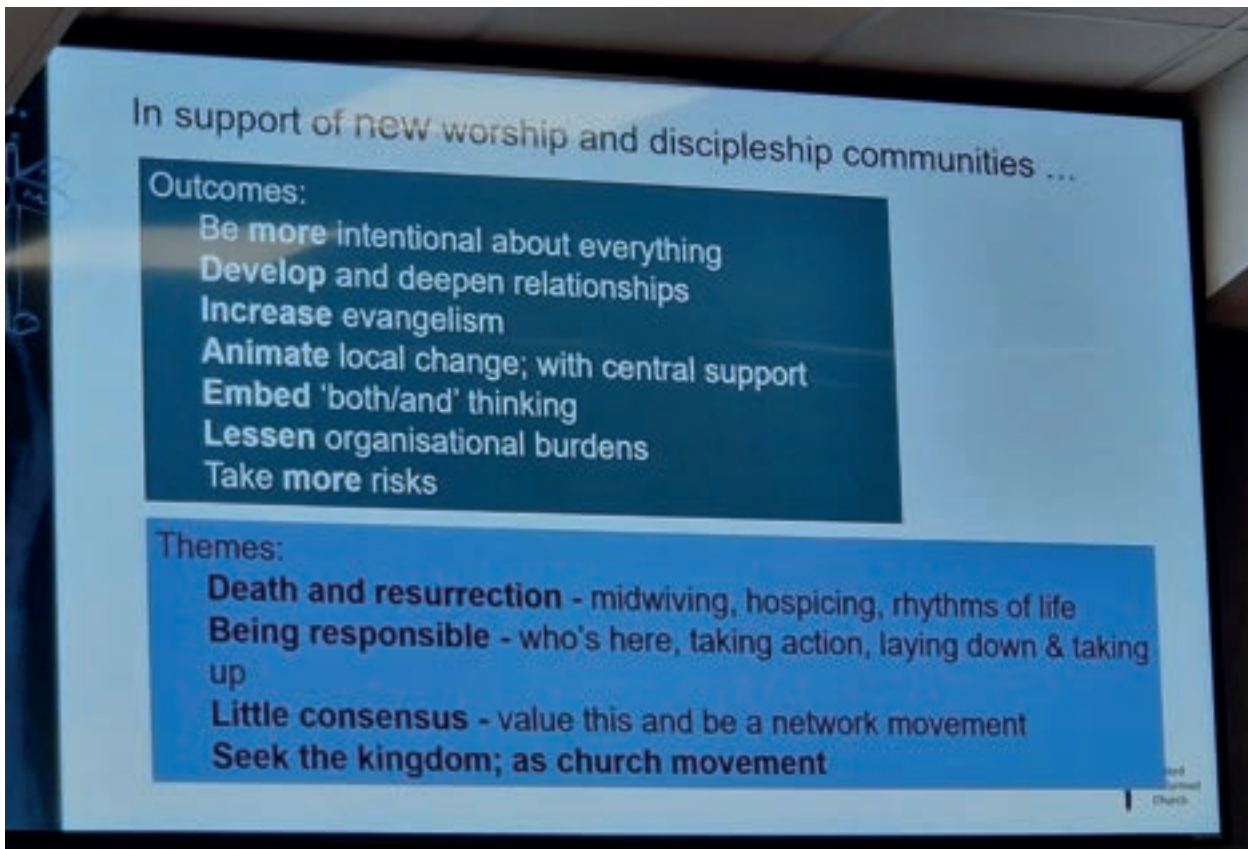 In support of new worship and discipleship communities ...
Outcomes:
Be more intentional about everything
Develop and deepen relationships
Increase evangelism
Animate local change; with central support
Embed ‘both/and’ thinking
Lessen organisational burdens
Take more risks
Themes:
Death and resurrection - midwiving, hospicing, rhythms of life
Being responsible - who's here, taking action, laying down & taking
up
Little consensus - value this and be a network movement
Seek the kingdom; as church movement
Church